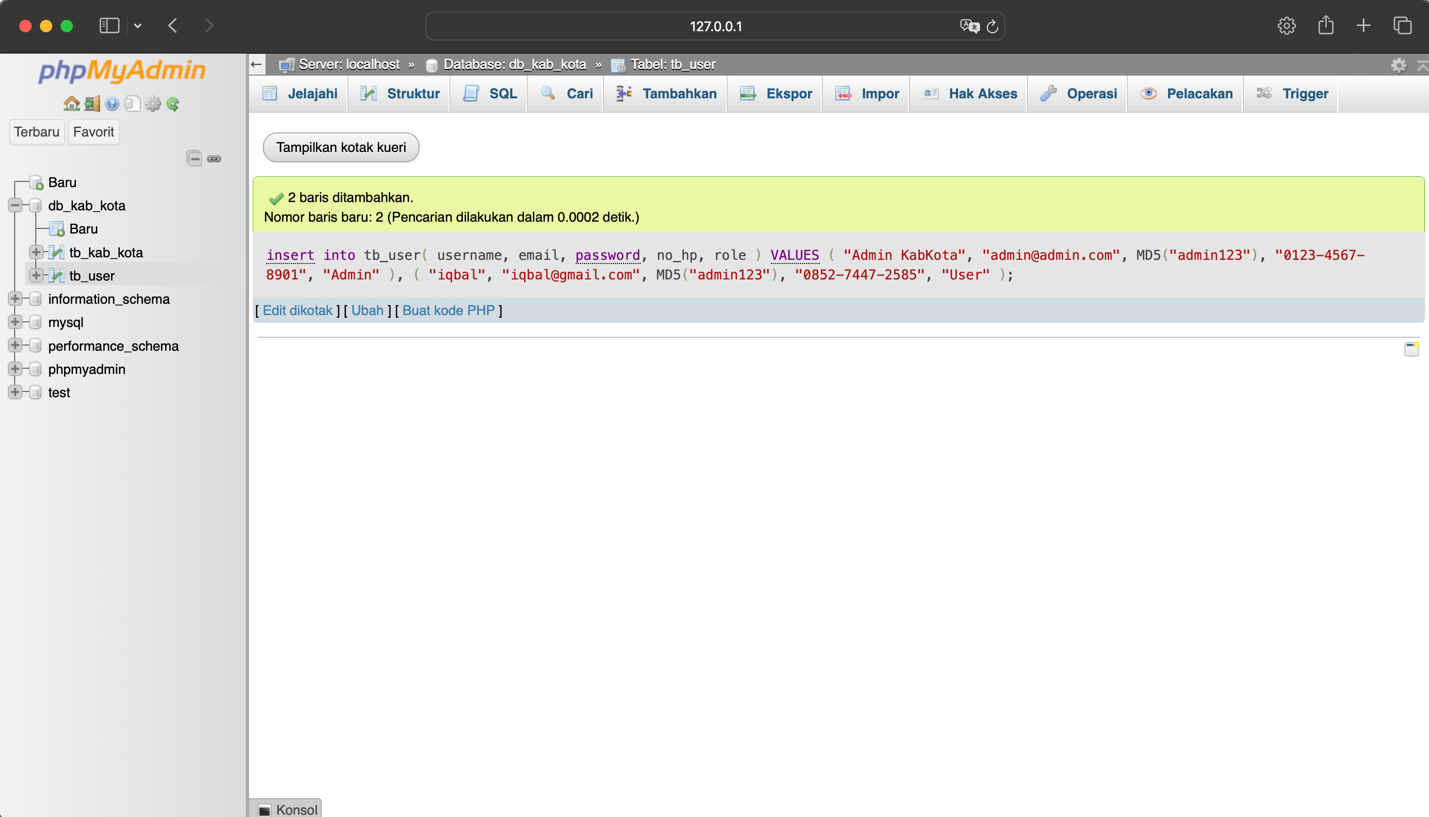 127.0.0.1
phpMyAdmin
Terbaru Favorit
Baru
db_kab_kota
Baru
tb_kab_kota
tb_user
information_schema
mysql
performance_schema
phpmyadmin
test
Server: localhost » Database: db_kab_kota » Tabel: tb_user
Jelajahi Struktur SQL Cari Tambahkan Ekspor Impor Hak Akses Operasi Pelacakan Trigger
Tampilkan kotak kueri
2 baris ditambahkan.
Nomor baris baru: 2 (Pencarian dilakukan dalam 0.0002 detik.)
insert into tb_user( username, email, password, no_hp, role ) VALUES ( "Admin KabKota", "admin@admin.com", MD5("admin123"), "0123-4567-
8901", "Admin" ), ( "iqbal", "iqbal@gmail.com", MD5("admin123"), "0852-7447-2585", "User" );
[ Edit dikotak ] [ Ubah ] [ Buat kode PHP ]
Konsol